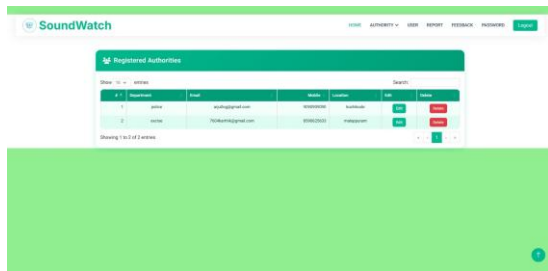 SoundWatch
HOME AUTHORITY USER REPORT FEEDBACK PASSWORD Logout
Registered Authorities
Show 10 entries Search:
# Department Email Mobile Location Edit Delete
1 police Edit Delete
2 Edit Delete
Showing 1 to 2 of 2 entries 1